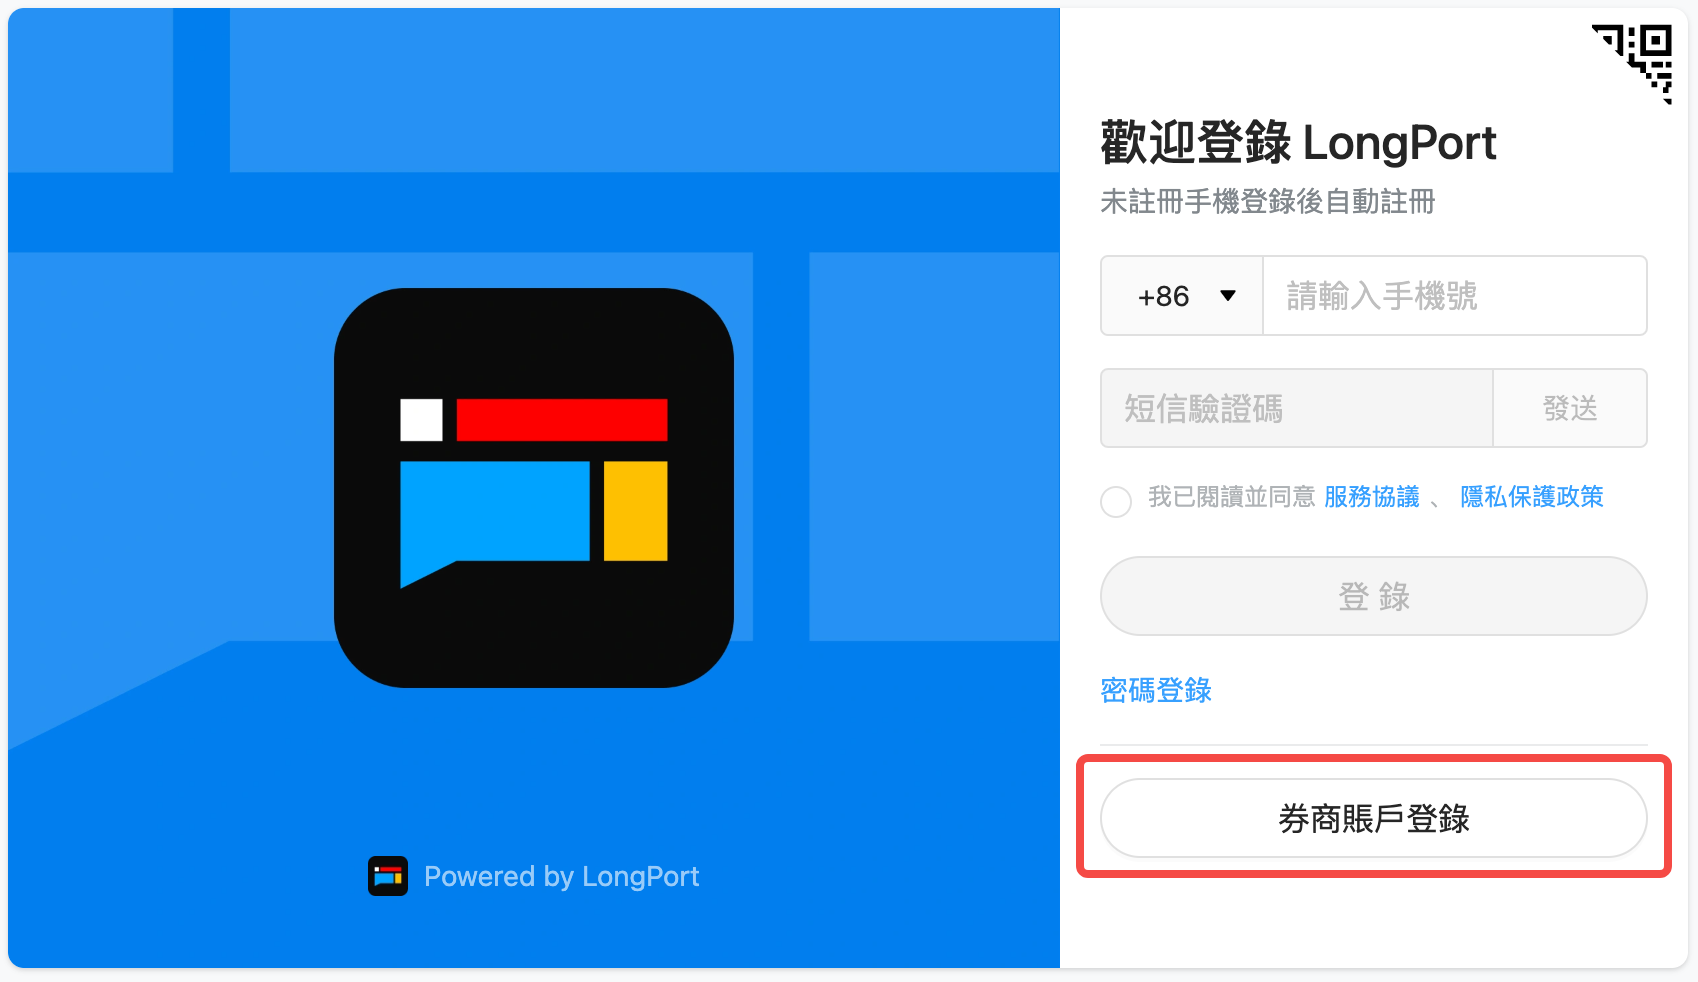 歡迎登錄 LongPort
未註冊手機登錄後自動註冊
+86 請輸入手機號
短信驗證碼 發送
我已閱讀並同意 服務協議 、 隱私保護政策
登 錄
密碼登錄
券商賬戶登錄
Powered by LongPort